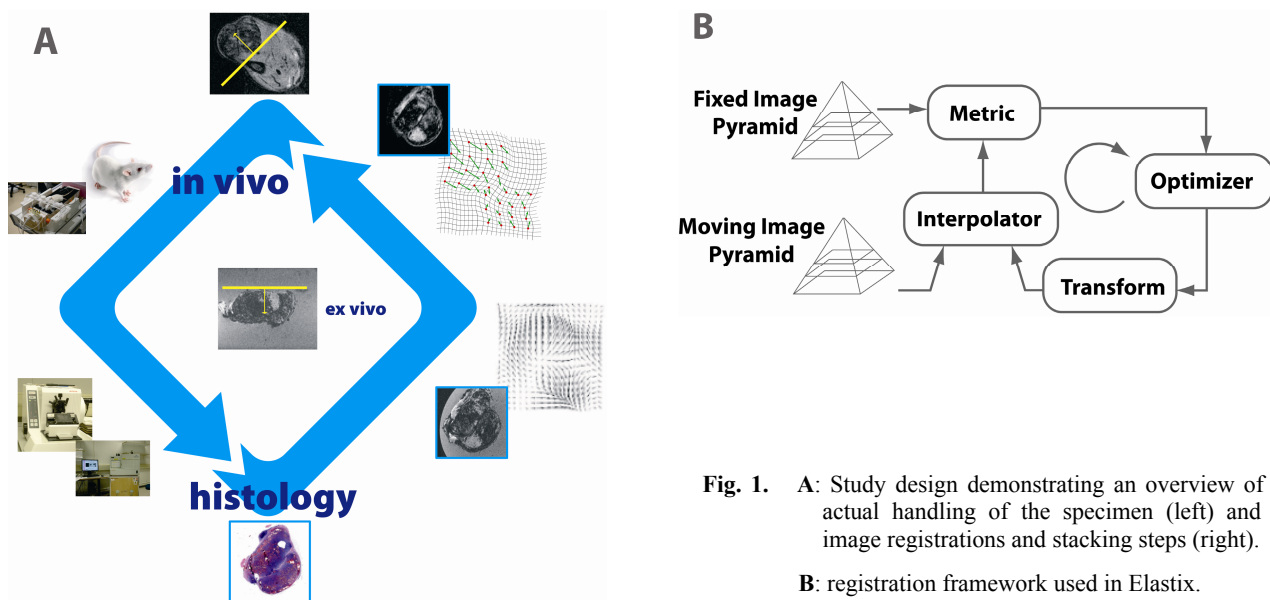 A
in vivo
ex vivo
histology
B
Fixed Image
Pyramid
Metric
Optimizer
Interpolator
Moving Image
Pyramid
Transform
Fig. 1. A: Study design demonstrating an overview of
actual handling of the specimen (left) and
image registrations and stacking steps (right).
B: registration framework used in Elastix.